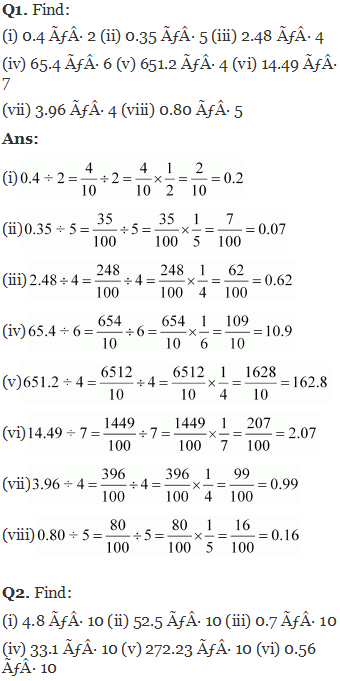 Q1. Find:
(i) 0.4 ÃƒÂ· 2 (ii) 0.35 ÃƒÂ· 5 (iii) 2.48 ÃƒÂ· 4
(iv) 65.4 ÃƒÂ· 6 (v) 651.2 ÃƒÂ· 4 (vi) 14.49 ÃƒÂ·
7
(vii) 3.96 ÃƒÂ· 4 (viii) 0.80 ÃƒÂ· 5
Ans:
(i) 0.4 ÷ 2 = 4/10 ÷ 2 = 4/10 × 1/2 = 2/10 = 0.2
(ii) 0.35 ÷ 5 = 35/100 ÷ 5 = 35/100 × 1/5 = 7/100 = 0.07
(iii) 2.48 ÷ 4 = 248/100 ÷ 4 = 248/100 × 1/4 = 62/100 = 0.62
(iv) 65.4 ÷ 6 = 654/10 ÷ 6 = 654/10 × 1/6 = 109/10 = 10.9
(v) 651.2 ÷ 4 = 6512/10 ÷ 4 = 6512/10 × 1/4 = 1628/10 = 162.8
(vi) 14.49 ÷ 7 = 1449/100 ÷ 7 = 1449/100 × 1/7 = 207/100 = 2.07
(vii) 3.96 ÷ 4 = 396/100 ÷ 4 = 396/100 × 1/4 = 99/100 = 0.99
(viii) 0.80 ÷ 5 = 80/100 ÷ 5 = 80/100 × 1/5 = 16/100 = 0.16
Q2. Find:
(i) 4.8 ÃƒÂ· 10 (ii) 52.5 ÃƒÂ· 10 (iii) 0.7 ÃƒÂ· 10
(iv) 33.1 ÃƒÂ· 10 (v) 272.23 ÃƒÂ· 10 (vi) 0.56
ÃƒÂ· 10